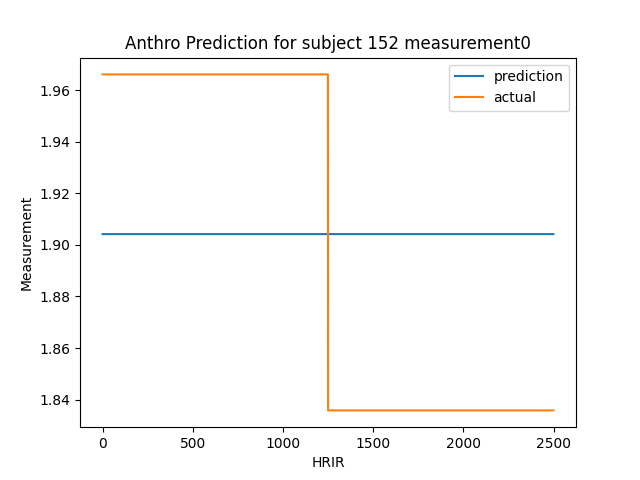 Anthro Prediction for subject 152 measurement0
prediction
actual
Measurement
1.96
1.94
1.92
1.90
1.88
1.86
1.84
0 500 1000 1500 2000 2500
HRIR